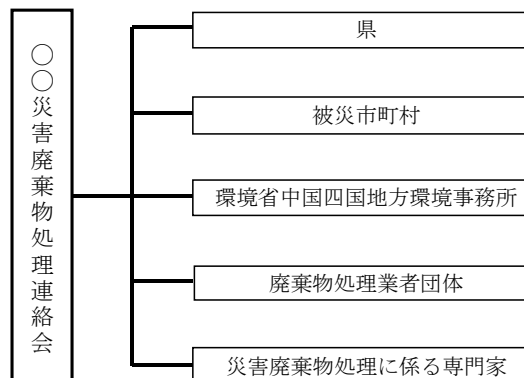 〇〇災害廃棄物処理連絡会
県
被災市町村
環境省中国四国地方環境事務所
廃棄物処理業者団体
災害廃棄物処理に係る専門家